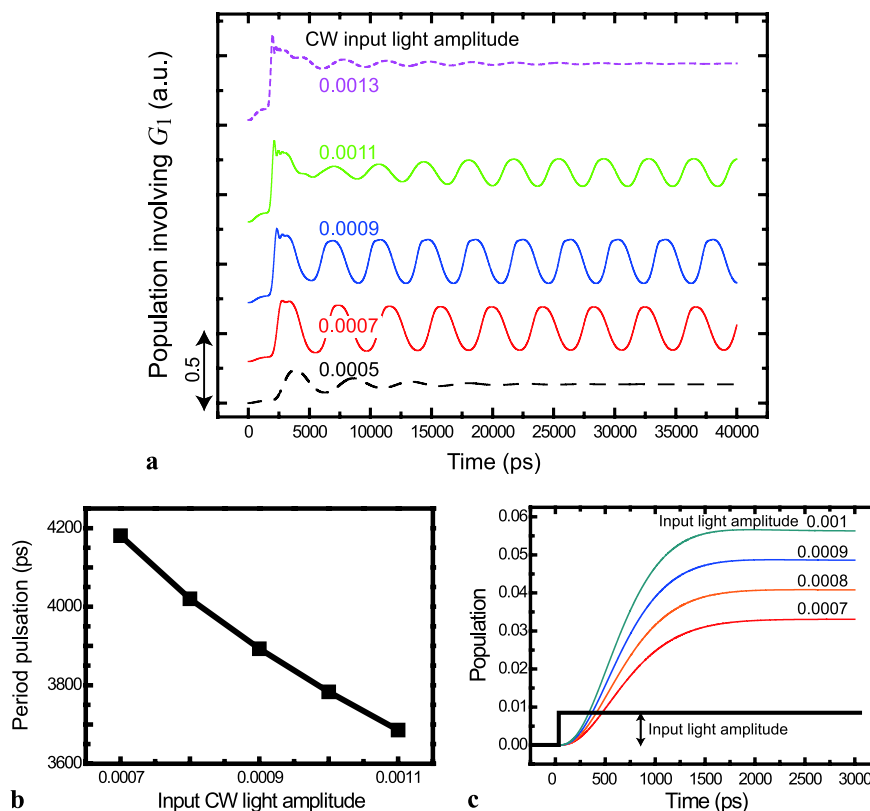 CW input light amplitude
0.0013
0.0011
0.0009
0.0007
0.0005
Population involving G1 (a.u.)
0.5
0 5000 10000 15000 20000 25000 30000 35000 40000
Time (ps)
a
4200
4000
3800
3600
Period pulsation (ps)
0.0007 0.0009 0.0011
Input CW light amplitude
b
0.06
0.05
0.04
0.03
0.02
0.01
0.00
Population
Input light amplitude 0.001
0.0009
0.0008
0.0007
Input light amplitude
0 500 1000 1500 2000 2500 3000
Time (ps)
c